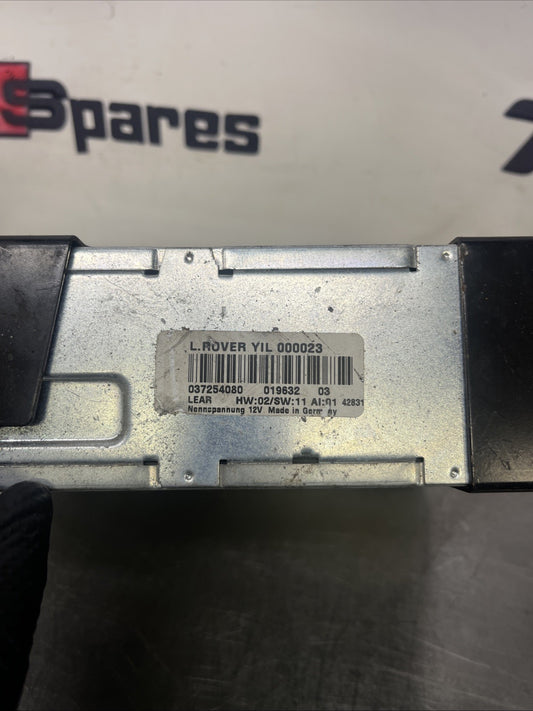 Spares
L.ROVER YIL 000023
037254080 019632 03
LEAR HW:02/SW:11 AI:01 42831
Nennspannung 12V Made in Germany